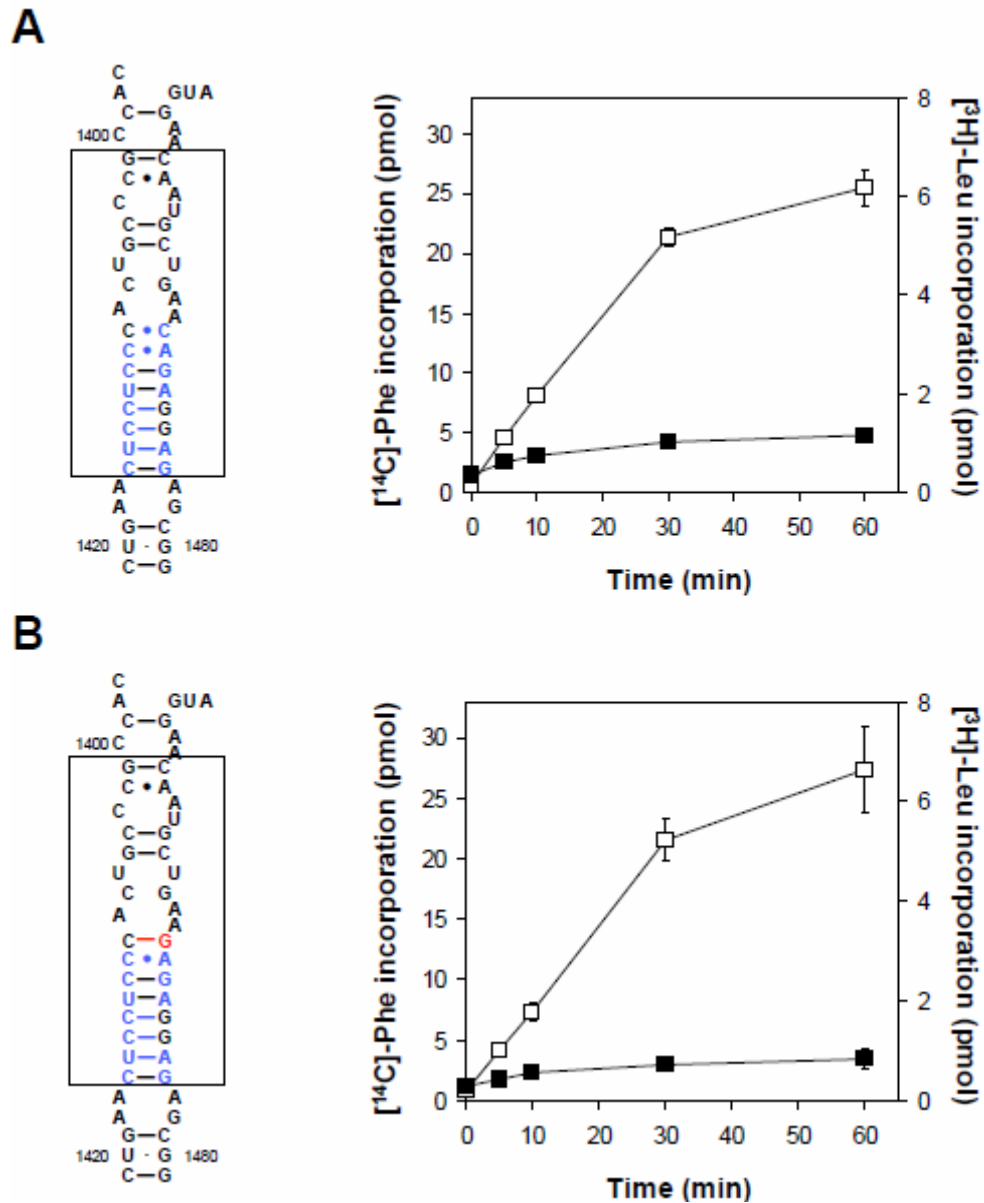 A
C
A GUA
C—G
1400 C A
A
G—C
C•A
C A
U
C—G
G—C
U U
C G
A A
A
C•C
C•A
C—G
U—A
C—G
C—G
U—A
C—G
A A
A G
G—C
1420 U-G 1480
C—G
[¹⁴C]-Phe incorporation (pmol)
30
25
20
15
10
5
0
[³H]-Leu incorporation (pmol)
8
6
4
2
0
0 10 20 30 40 50 60
Time (min)
B
C
A GUA
C—G
1400 C A
A
G—C
C•A
C A
U
C—G
G—C
U U
C G
A A
A
C—G
C•A
C—G
U—A
C—G
C—G
U—A
C—G
A A
A G
G—C
1420 U-G 1480
C—G
[¹⁴C]-Phe incorporation (pmol)
30
25
20
15
10
5
0
[³H]-Leu incorporation (pmol)
8
6
4
2
0
0 10 20 30 40 50 60
Time (min)